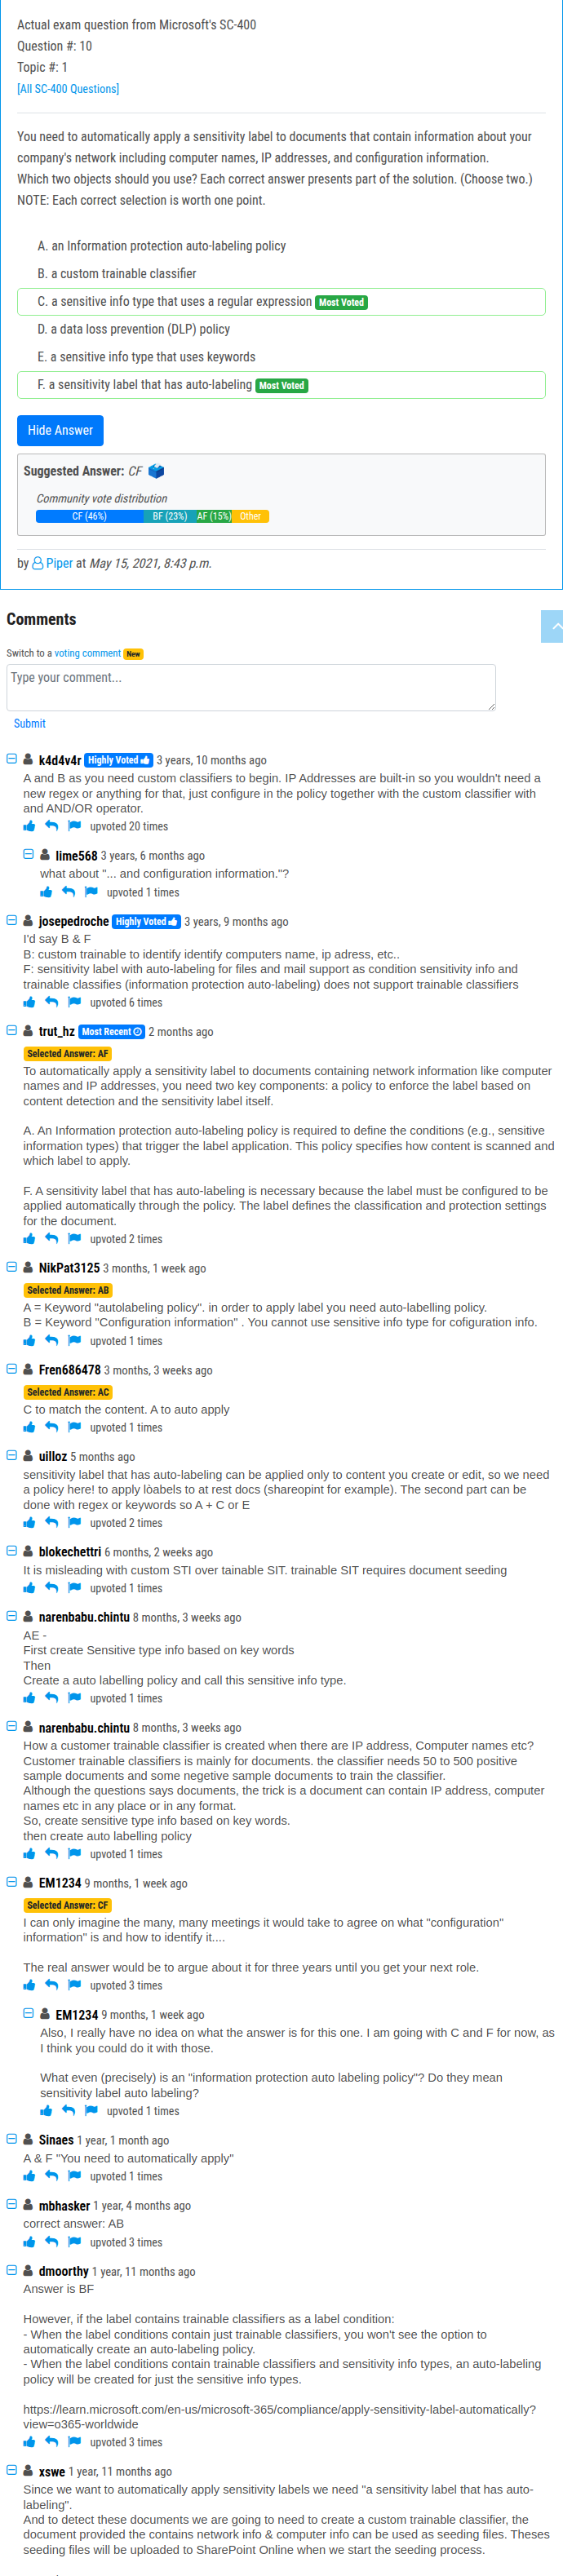 Actual exam question from Microsoft's SC-400
Question #: 10
Topic #: 1
[All SC-400 Questions]
You need to automatically apply a sensitivity label to documents that contain information about your
company's network including computer names, IP addresses, and configuration information.
Which two objects should you use? Each correct answer presents part of the solution. (Choose two.)
NOTE: Each correct selection is worth one point.
A. an Information protection auto-labeling policy
B. a custom trainable classifier
C. a sensitive info type that uses a regular expression Most Voted
D. a data loss prevention (DLP) policy
E. a sensitive info type that uses keywords
F. a sensitivity label that has auto-labeling Most Voted
Hide Answer
Suggested Answer: CF
Community vote distribution
CF (46%) BF (23%) AF (15%) Other
by Piper at May 15, 2021, 8:43 p.m.
Comments
Switch to a voting comment New
Type your comment...
Submit
k4d4v4r Highly Voted 3 years, 10 months ago
A and B as you need custom classifiers to begin. IP Addresses are built-in so you wouldn't need a
new regex or anything for that, just configure in the policy together with the custom classifier with
and AND/OR operator.
upvoted 20 times
lime568 3 years, 6 months ago
what about "... and configuration information."?
upvoted 1 times
josepedroche Highly Voted 3 years, 9 months ago
I'd say B & F
B: custom trainable to identify identify computers name, ip adress, etc..
F: sensitivity label with auto-labeling for files and mail support as condition sensitivity info and
trainable classifies (information protection auto-labeling) does not support trainable classifiers
upvoted 6 times
trut_hz Most Recent 2 months ago
Selected Answer: AF
To automatically apply a sensitivity label to documents containing network information like computer
names and IP addresses, you need two key components: a policy to enforce the label based on
content detection and the sensitivity label itself.
A. An Information protection auto-labeling policy is required to define the conditions (e.g., sensitive
information types) that trigger the label application. This policy specifies how content is scanned and
which label to apply.
F. A sensitivity label that has auto-labeling is necessary because the label must be configured to be
applied automatically through the policy. The label defines the classification and protection settings
for the document.
upvoted 2 times
NikPat3125 3 months, 1 week ago
Selected Answer: AB
A = Keyword "autolabeling policy". in order to apply label you need auto-labelling policy.
B = Keyword "Configuration information" . You cannot use sensitive info type for cofiguration info.
upvoted 1 times
Fren686478 3 months, 3 weeks ago
Selected Answer: AC
C to match the content. A to auto apply
upvoted 1 times
uilloz 5 months ago
sensitivity label that has auto-labeling can be applied only to content you create or edit, so we need
a policy here! to apply lòabels to at rest docs (shareopint for example). The second part can be
done with regex or keywords so A + C or E
upvoted 2 times
blokechettri 6 months, 2 weeks ago
It is misleading with custom STI over tainable SIT. trainable SIT requires document seeding
upvoted 1 times
narenbabu.chintu 8 months, 3 weeks ago
AE -
First create Sensitive type info based on key words
Then
Create a auto labelling policy and call this sensitive info type.
upvoted 1 times
narenbabu.chintu 8 months, 3 weeks ago
How a customer trainable classifier is created when there are IP address, Computer names etc?
Customer trainable classifiers is mainly for documents. the classifier needs 50 to 500 positive
sample documents and some negetive sample documents to train the classifier.
Although the questions says documents, the trick is a document can contain IP address, computer
names etc in any place or in any format.
So, create sensitive type info based on key words.
then create auto labelling policy
upvoted 1 times
EM1234 9 months, 1 week ago
Selected Answer: CF
I can only imagine the many, many meetings it would take to agree on what "configuration"
information" is and how to identify it....
The real answer would be to argue about it for three years until you get your next role.
upvoted 3 times
EM1234 9 months, 1 week ago
Also, I really have no idea on what the answer is for this one. I am going with C and F for now, as
I think you could do it with those.
What even (precisely) is an "information protection auto labeling policy"? Do they mean
sensitivity label auto labeling?
upvoted 1 times
Sinaes 1 year, 1 month ago
A & F "You need to automatically apply"
upvoted 1 times
mbhasker 1 year, 4 months ago
correct answer: AB
upvoted 3 times
dmoorthy 1 year, 11 months ago
Answer is BF
However, if the label contains trainable classifiers as a label condition:
- When the label conditions contain just trainable classifiers, you won't see the option to
automatically create an auto-labeling policy.
- When the label conditions contain trainable classifiers and sensitivity info types, an auto-labeling
policy will be created for just the sensitive info types.
https://learn.microsoft.com/en-us/microsoft-365/compliance/apply-sensitivity-label-automatically?
view=o365-worldwide
upvoted 3 times
xswe 1 year, 11 months ago
Since we want to automatically apply sensitivity labels we need "a sensitivity label that has auto-
labeling".
And to detect these documents we are going to need to create a custom trainable classifier, the
document provided the contains network info & computer info can be used as seeding files. Theses
seeding files will be uploaded to SharePoint Online when we start the seeding process.